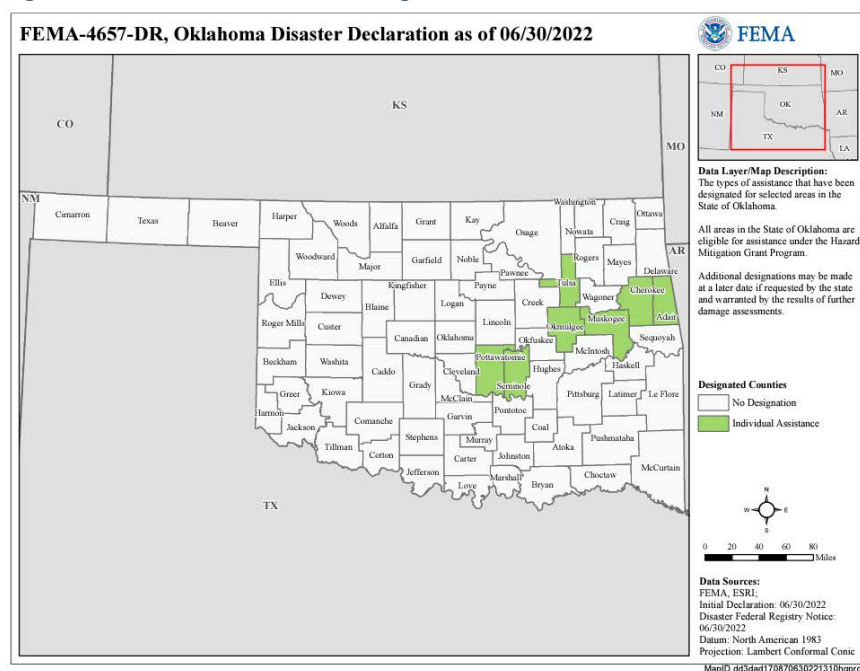 FEMA-4657-DR, Oklahoma Disaster Declaration as of 06/30/2022
FEMA
CO
KS
MO
NM
OK
AR
TX
LA
KS
CO
MO
NM
AR
TX
Cimarron
Texas
Beaver
Harper
Woods
Alfalfa
Grant
Kay
Osage
Washington
Nowata
Craig
Ottawa
Woodward
Major
Garfield
Noble
Pawnee
Rogers
Mayes
Delaware
Ellis
Dewey
Blaine
Kingfisher
Logan
Payne
Creek
Tulsa
Wagoner
Cherokee
Adair
Roger Mills
Custer
Canadian
Oklahoma
Lincoln
Okmulgee
Muskogee
Okfuskee
McIntosh
Sequoyah
Beckham
Washita
Caddo
Grady
Cleveland
Pottawatomie
Seminole
Hughes
Haskell
Greer
Kiowa
McClain
Pontotoc
Pittsburg
Latimer
Le Flore
Harmon
Jackson
Comanche
Garvin
Tillman
Cotton
Stephens
Murray
Coal
Atoka
Pushmataha
Carter
Johnston
Jefferson
Love
Marshall
Bryan
Choctaw
McCurtain
Data Layer/Map Description:
The types of assistance that have been
designated for selected areas in the
State of Oklahoma.
All areas in the State of Oklahoma are
eligible for assistance under the Hazard
Mitigation Grant Program.
Additional designations may be made
at a later date if requested by the state
and warranted by the results of further
damage assessments.
Designated Counties
No Designation
Individual Assistance
N
W E
S
0 20 40 60 80
Miles
Data Sources:
FEMA, ESRI;
Initial Declaration: 06/30/2022
Disaster Federal Registry Notice:
06/30/2022
Datum: North American 1983
Projection: Lambert Conformal Conic